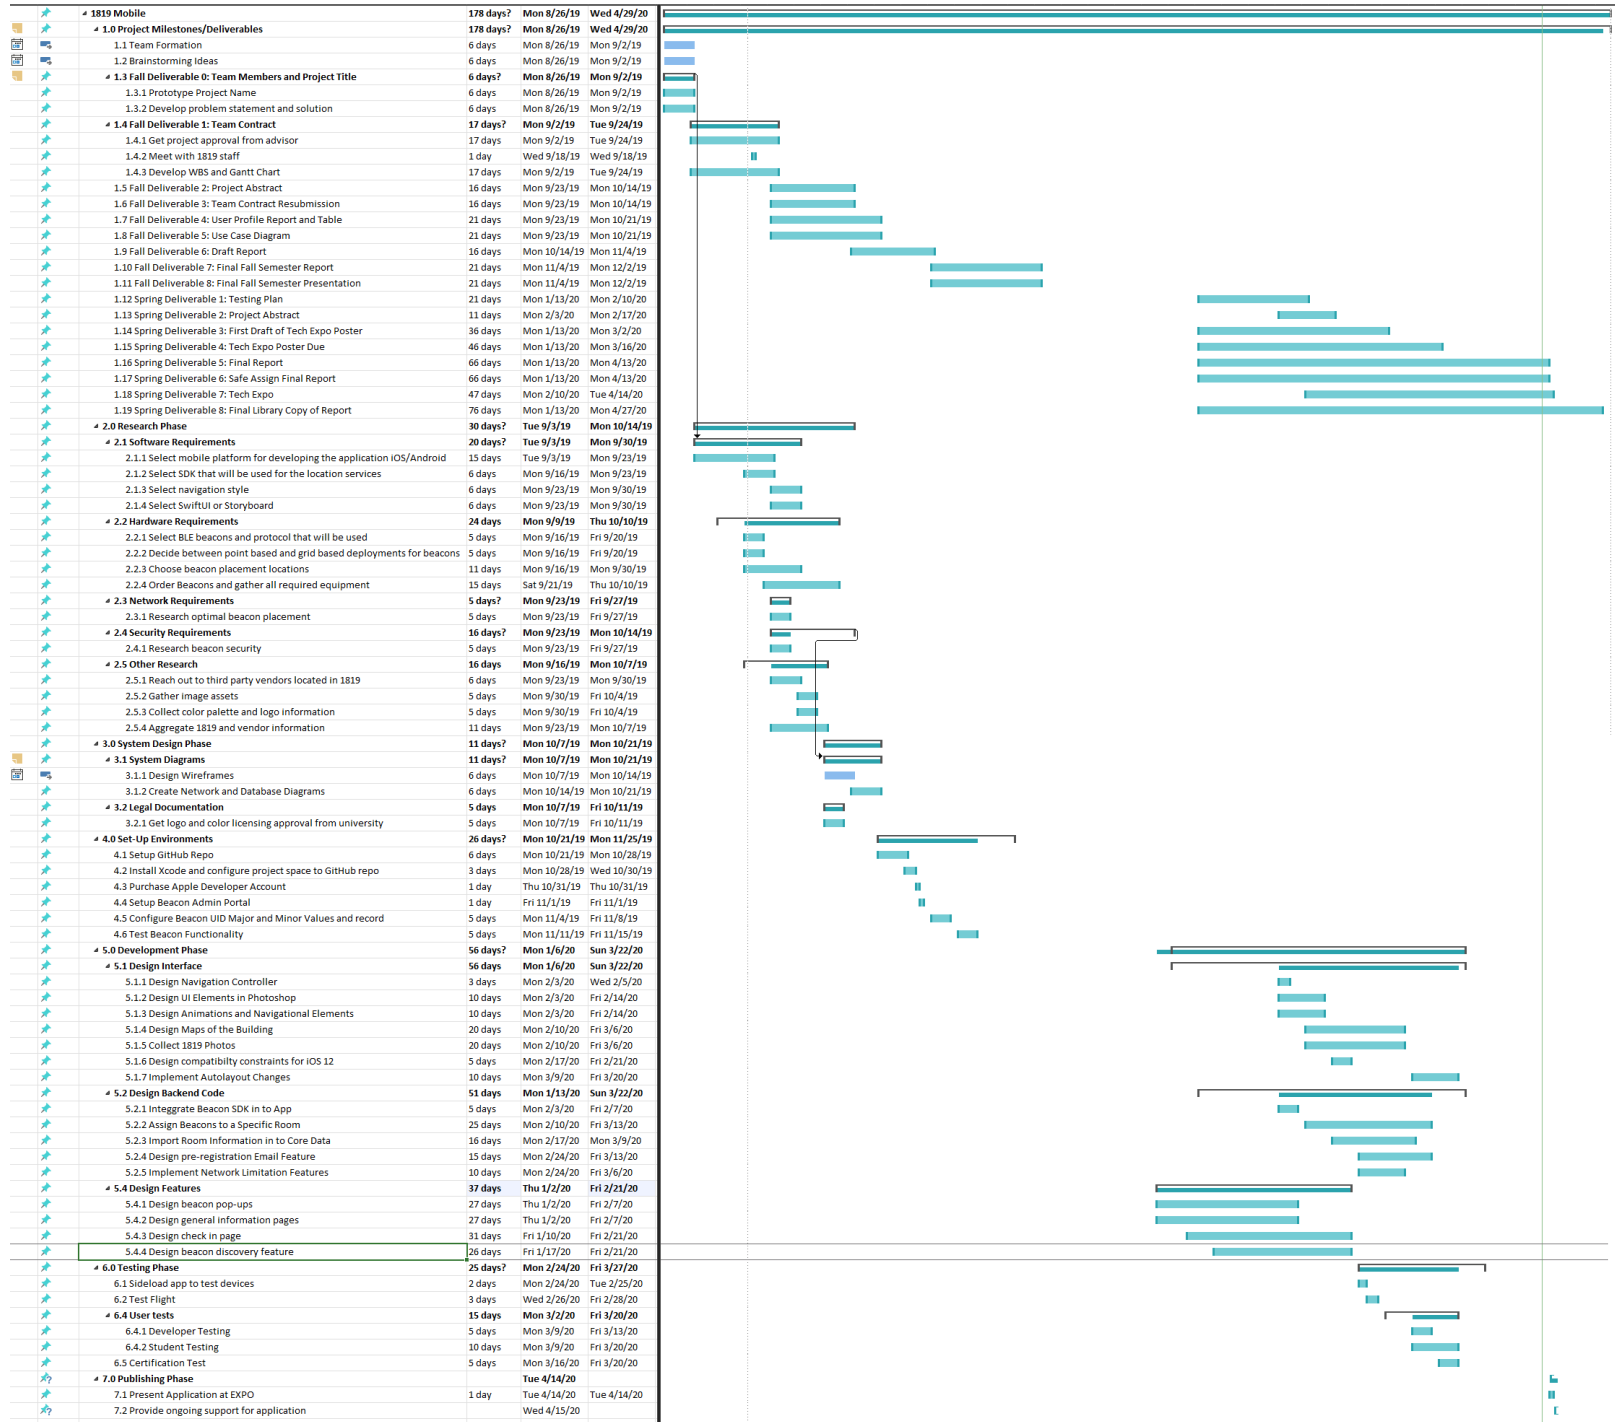 1819 Mobile 178 days? Mon 8/26/19 Wed 4/29/20
1.0 Project Milestones/Deliverables 178 days? Mon 8/26/19 Wed 4/29/20
1.1 Team Formation 6 days Mon 8/26/19 Mon 9/2/19
1.2 Brainstorming Ideas 6 days Mon 8/26/19 Mon 9/2/19
1.3 Fall Deliverable 0: Team Members and Project Title 6 days? Mon 8/26/19 Mon 9/2/19
1.3.1 Prototype Project Name 6 days Mon 8/26/19 Mon 9/2/19
1.3.2 Develop problem statement and solution 6 days Mon 8/26/19 Mon 9/2/19
1.4 Fall Deliverable 1: Team Contract 17 days? Mon 9/2/19 Tue 9/24/19
1.4.1 Get project approval from advisor 17 days Mon 9/2/19 Tue 9/24/19
1.4.2 Meet with 1819 staff 1 day Wed 9/18/19 Wed 9/18/19
1.4.3 Develop WBS and Gantt Chart 17 days Mon 9/2/19 Tue 9/24/19
1.5 Fall Deliverable 2: Project Abstract 16 days Mon 9/23/19 Mon 10/14/19
1.6 Fall Deliverable 3: Team Contract Resubmission 16 days Mon 9/23/19 Mon 10/14/19
1.7 Fall Deliverable 4: User Profile Report and Table 21 days Mon 9/23/19 Mon 10/21/19
1.8 Fall Deliverable 5: Use Case Diagram 21 days Mon 9/23/19 Mon 10/21/19
1.9 Fall Deliverable 6: Draft Report 16 days Mon 10/14/19 Mon 11/4/19
1.10 Fall Deliverable 7: Final Fall Semester Report 21 days Mon 11/4/19 Mon 12/2/19
1.11 Fall Deliverable 8: Final Fall Semester Presentation 21 days Mon 11/4/19 Mon 12/2/19
1.12 Spring Deliverable 1: Testing Plan 21 days Mon 1/13/20 Mon 2/10/20
1.13 Spring Deliverable 2: Project Abstract 11 days Mon 2/3/20 Mon 2/17/20
1.14 Spring Deliverable 3: First Draft of Tech Expo Poster 36 days Mon 1/13/20 Mon 3/2/20
1.15 Spring Deliverable 4: Tech Expo Poster Due 46 days Mon 1/13/20 Mon 3/16/20
1.16 Spring Deliverable 5: Final Report 66 days Mon 1/13/20 Mon 4/13/20
1.17 Spring Deliverable 6: Safe Assign Final Report 66 days Mon 1/13/20 Mon 4/13/20
1.18 Spring Deliverable 7: Tech Expo 47 days Mon 2/10/20 Tue 4/14/20
1.19 Spring Deliverable 8: Final Library Copy of Report 76 days Mon 1/13/20 Mon 4/27/20
2.0 Research Phase 30 days? Tue 9/3/19 Mon 10/14/19
2.1 Software Requirements 20 days? Tue 9/3/19 Mon 9/30/19
2.1.1 Select mobile platform for developing the application iOS/Android 15 days Tue 9/3/19 Mon 9/23/19
2.1.2 Select SDK that will be used for the location services 6 days Mon 9/16/19 Mon 9/23/19
2.1.3 Select navigation style 6 days Mon 9/23/19 Mon 9/30/19
2.1.4 Select SwiftUI or Storyboard 6 days Mon 9/23/19 Mon 9/30/19
2.2 Hardware Requirements 24 days Mon 9/9/19 Thu 10/10/19
2.2.1 Select BLE beacons and protocol that will be used 5 days Mon 9/16/19 Fri 9/20/19
2.2.2 Decide between point based and grid based deployments for beacons 5 days Mon 9/16/19 Fri 9/20/19
2.2.3 Choose beacon placement locations 11 days Mon 9/16/19 Mon 9/30/19
2.2.4 Order Beacons and gather all required equipment 15 days Sat 9/21/19 Thu 10/10/19
2.3 Network Requirements 5 days? Mon 9/23/19 Fri 9/27/19
2.3.1 Research optimal beacon placement 5 days Mon 9/23/19 Fri 9/27/19
2.4 Security Requirements 16 days? Mon 9/23/19 Mon 10/14/19
2.4.1 Research beacon security 5 days Mon 9/23/19 Fri 9/27/19
2.5 Other Research 16 days Mon 9/16/19 Mon 10/7/19
2.5.1 Reach out to third party vendors located in 1819 6 days Mon 9/23/19 Mon 9/30/19
2.5.2 Gather image assets 5 days Mon 9/30/19 Fri 10/4/19
2.5.3 Collect color palette and logo information 5 days Mon 9/30/19 Fri 10/4/19
2.5.4 Aggregate 1819 and vendor information 11 days Mon 9/23/19 Mon 10/7/19
3.0 System Design Phase 11 days? Mon 10/7/19 Mon 10/21/19
3.1 System Diagrams 11 days? Mon 10/7/19 Mon 10/21/19
3.1.1 Design Wireframes 6 days Mon 10/7/19 Mon 10/14/19
3.1.2 Create Network and Database Diagrams 6 days Mon 10/14/19 Mon 10/21/19
3.2 Legal Documentation 5 days Mon 10/7/19 Fri 10/11/19
3.2.1 Get logo and color licensing approval from university 5 days Mon 10/7/19 Fri 10/11/19
4.0 Set-Up Environments 26 days? Mon 10/21/19 Mon 11/25/19
4.1 Setup GitHub Repo 6 days Mon 10/21/19 Mon 10/28/19
4.2 Install Xcode and configure project space to GitHub repo 3 days Mon 10/28/19 Wed 10/30/19
4.3 Purchase Apple Developer Account 1 day Thu 10/31/19 Thu 10/31/19
4.4 Setup Beacon Admin Portal 1 day Fri 11/1/19 Fri 11/1/19
4.5 Configure Beacon UID Major and Minor Values and record 5 days Mon 11/4/19 Fri 11/8/19
4.6 Test Beacon Functionality 5 days Mon 11/11/19 Fri 11/15/19
5.0 Development Phase 56 days? Mon 1/6/20 Sun 3/22/20
5.1 Design Interface 56 days Mon 1/6/20 Sun 3/22/20
5.1.1 Design Navigation Controller 3 days Mon 2/3/20 Wed 2/5/20
5.1.2 Design UI Elements in Photoshop 10 days Mon 2/3/20 Fri 2/14/20
5.1.3 Design Animations and Navigational Elements 10 days Mon 2/3/20 Fri 2/14/20
5.1.4 Design Maps of the Building 20 days Mon 2/10/20 Fri 3/6/20
5.1.5 Collect 1819 Photos 20 days Mon 2/10/20 Fri 3/6/20
5.1.6 Design compatibilty constraints for iOS 12 5 days Mon 2/17/20 Fri 2/21/20
5.1.7 Implement Autolayout Changes 10 days Mon 3/9/20 Fri 3/20/20
5.2 Design Backend Code 51 days Mon 1/13/20 Sun 3/22/20
5.2.1 Integgrate Beacon SDK in to App 5 days Mon 2/3/20 Fri 2/7/20
5.2.2 Assign Beacons to a Specific Room 25 days Mon 2/10/20 Fri 3/13/20
5.2.3 Import Room Information in to Core Data 16 days Mon 2/17/20 Mon 3/9/20
5.2.4 Design pre-registration Email Feature 15 days Mon 2/24/20 Fri 3/13/20
5.2.5 Implement Network Limitation Features 10 days Mon 2/24/20 Fri 3/6/20
5.4 Design Features 37 days Thu 1/2/20 Fri 2/21/20
5.4.1 Design beacon pop-ups 27 days Thu 1/2/20 Fri 2/7/20
5.4.2 Design general information pages 27 days Thu 1/2/20 Fri 2/7/20
5.4.3 Design check in page 31 days Fri 1/10/20 Fri 2/21/20
5.4.4 Design beacon discovery feature 26 days Fri 1/17/20 Fri 2/21/20
6.0 Testing Phase 25 days? Mon 2/24/20 Fri 3/27/20
6.1 Sideload app to test devices 2 days Mon 2/24/20 Tue 2/25/20
6.2 Test Flight 3 days Wed 2/26/20 Fri 2/28/20
6.4 User tests 15 days Mon 3/2/20 Fri 3/20/20
6.4.1 Developer Testing 5 days Mon 3/9/20 Fri 3/13/20
6.4.2 Student Testing 10 days Mon 3/9/20 Fri 3/20/20
6.5 Certification Test 5 days Mon 3/16/20 Fri 3/20/20
7.0 Publishing Phase Tue 4/14/20
7.1 Present Application at EXPO 1 day Tue 4/14/20 Tue 4/14/20
7.2 Provide ongoing support for application Wed 4/15/20